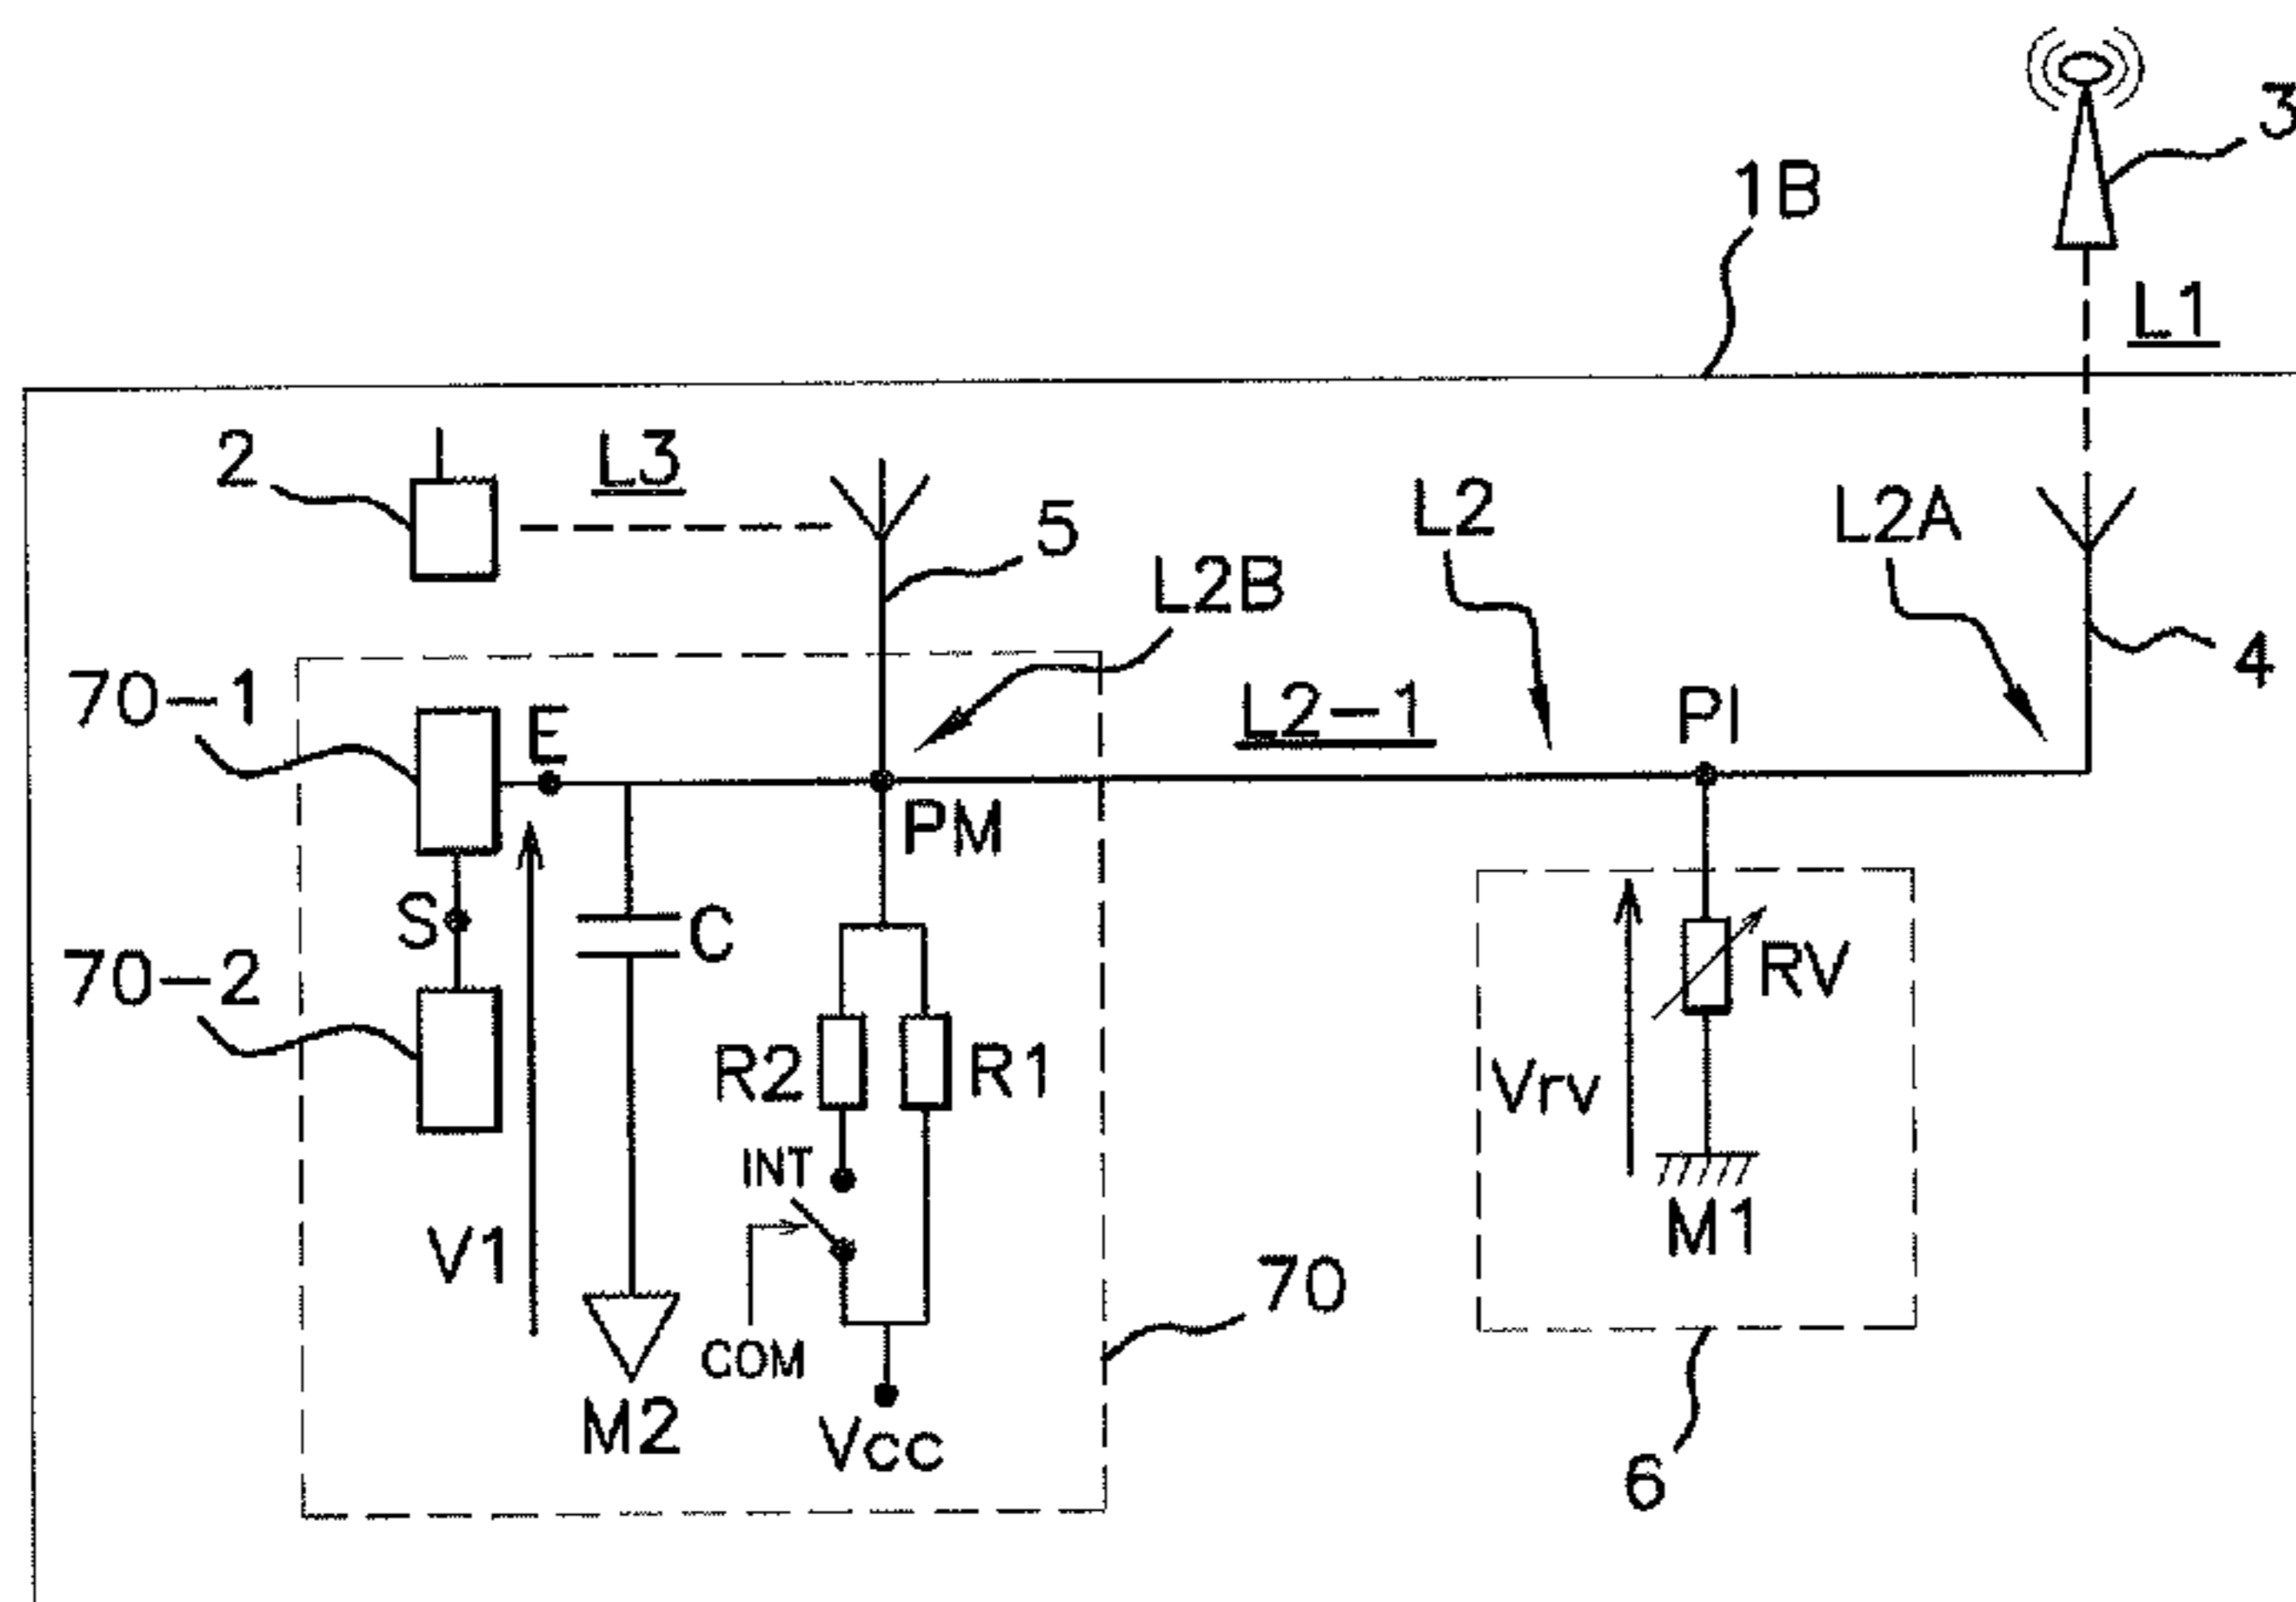 3
1B
L1
2
L3
5
L2B
L2
L2A
4
70-1
E
L2-1
PI
PM
S
C
RV
70-2
R2
R1
Vrv
INT
M1
V1
70
COM
M2
Vcc
6